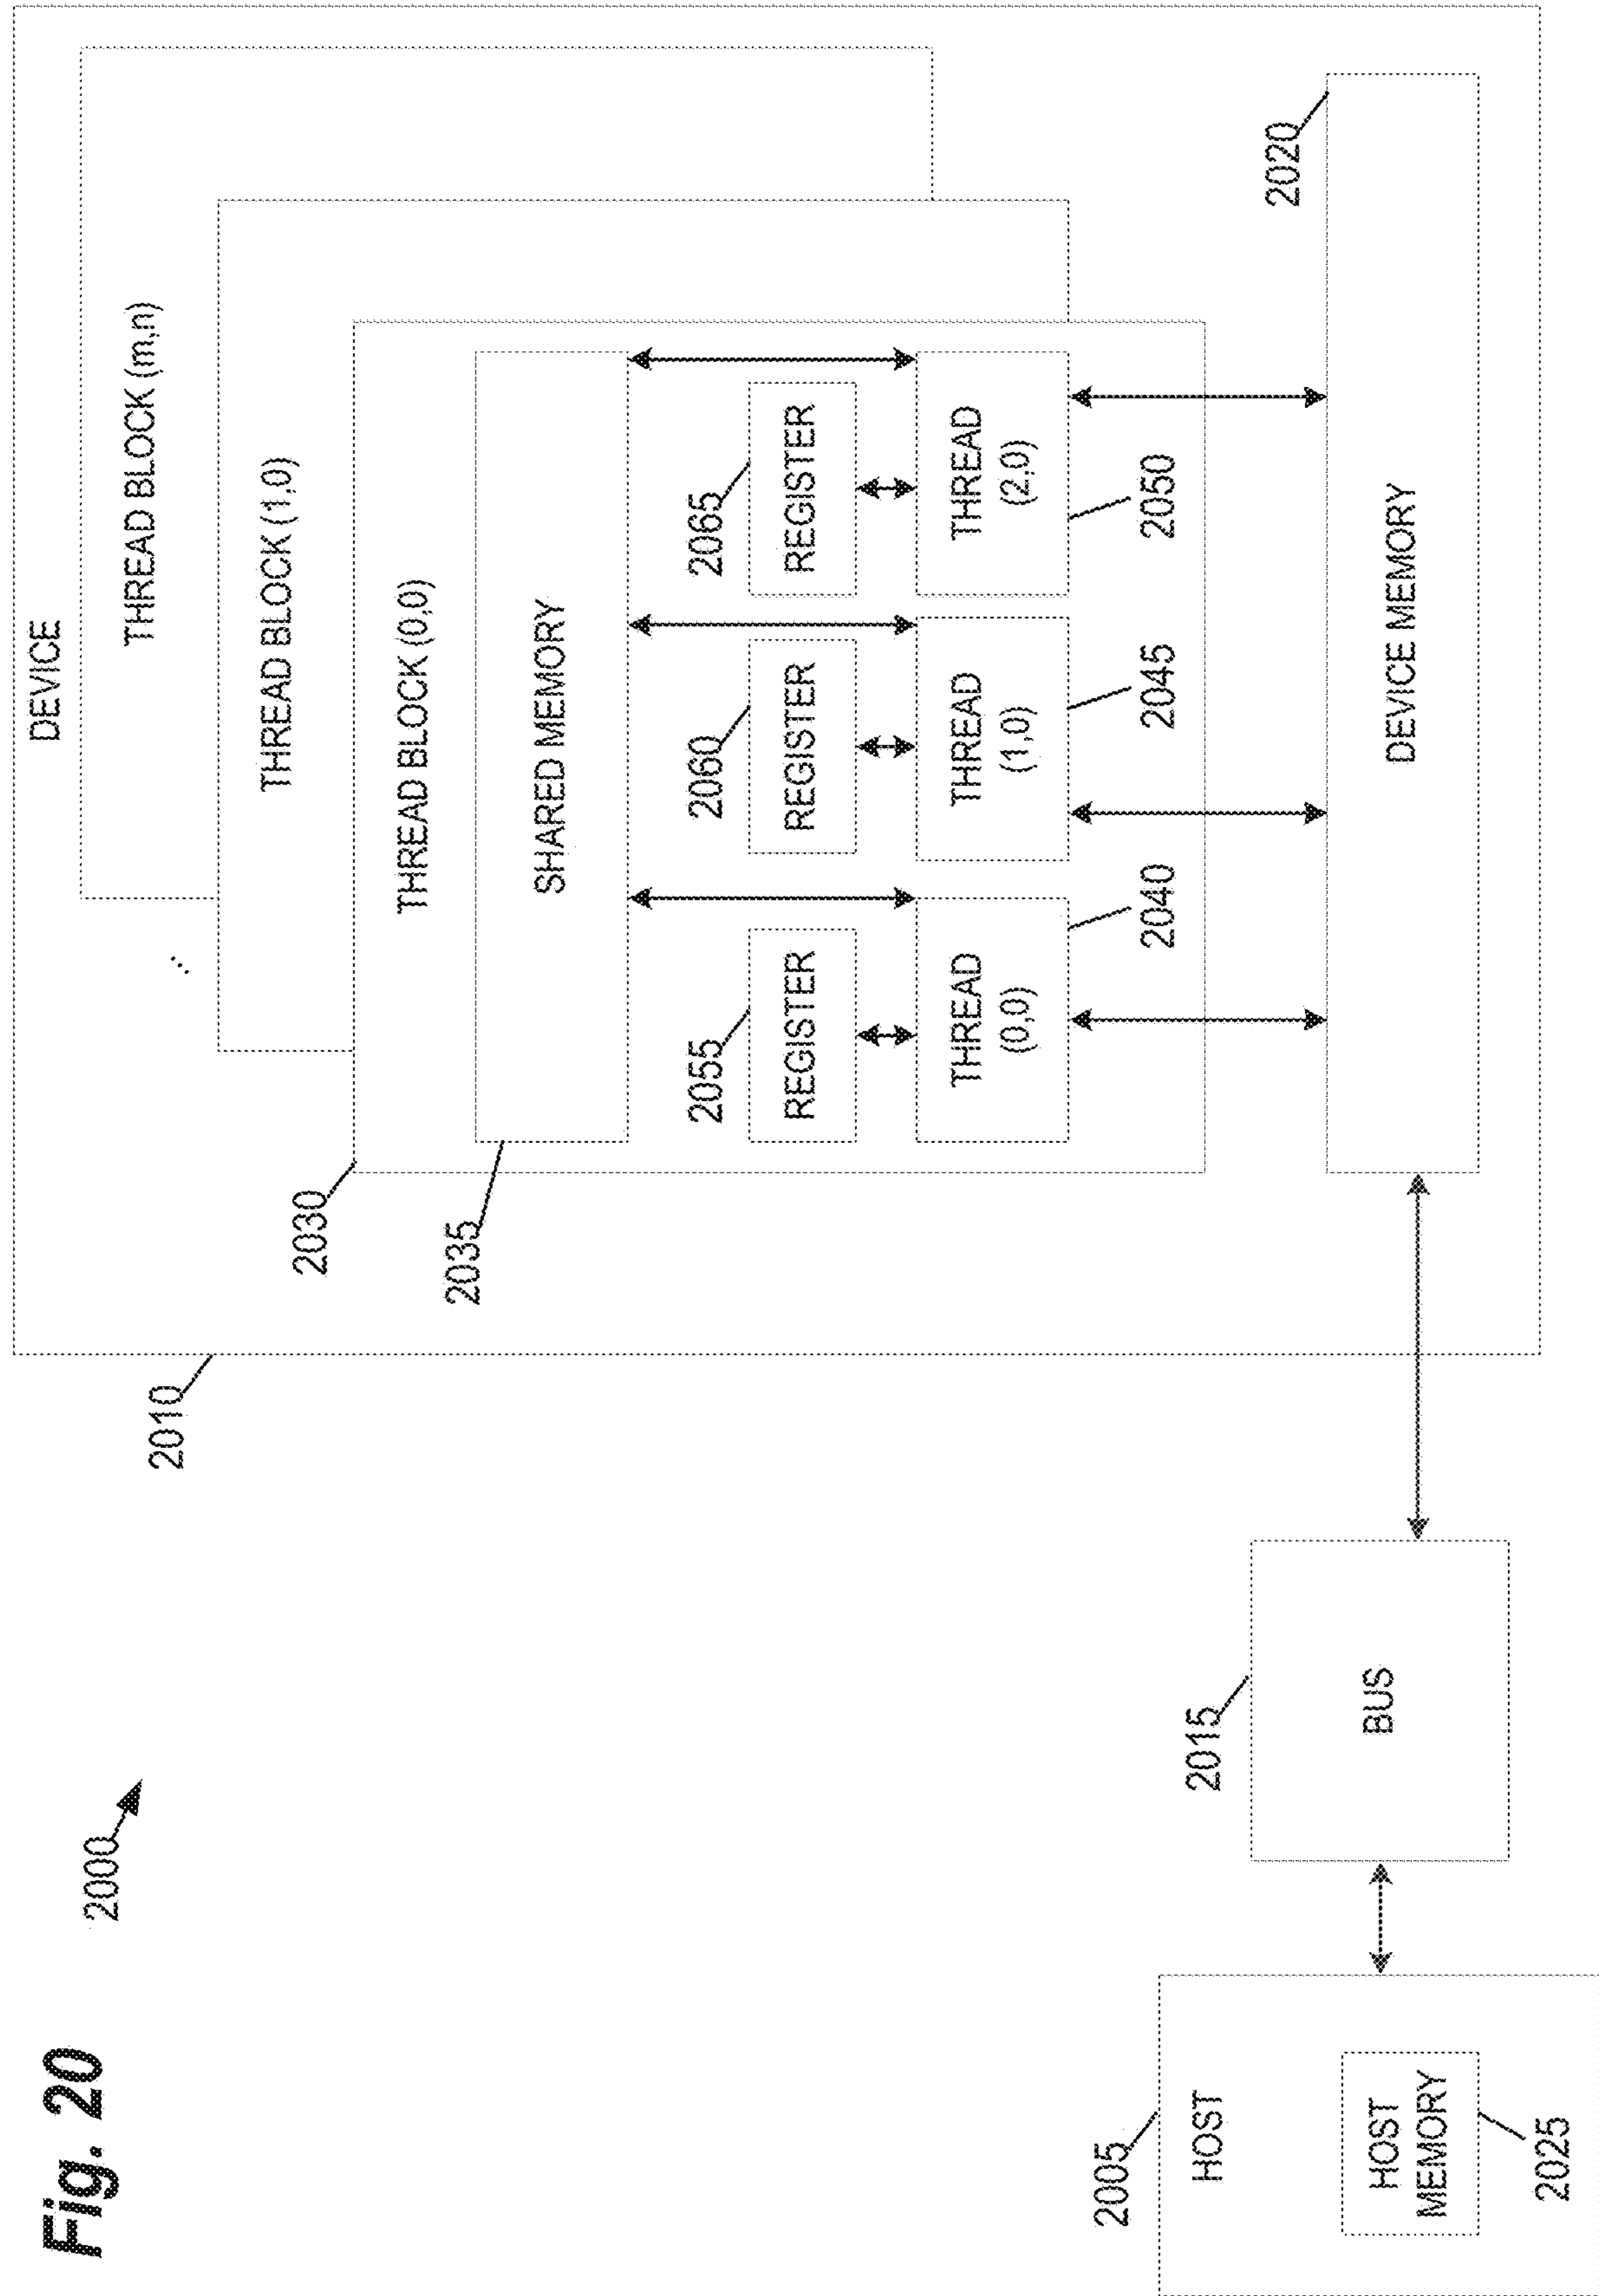 Fig. 20
2000
2010
DEVICE
THREAD BLOCK (m,n)
...
THREAD BLOCK (1,0)
2030
THREAD BLOCK (0,0)
2035
SHARED MEMORY
2055
2060
2065
REGISTER
REGISTER
REGISTER
THREAD
(0,0)
THREAD
(1,0)
THREAD
(2,0)
2040
2045
2050
2020
DEVICE MEMORY
2015
BUS
2005
HOST
HOST
MEMORY
2025